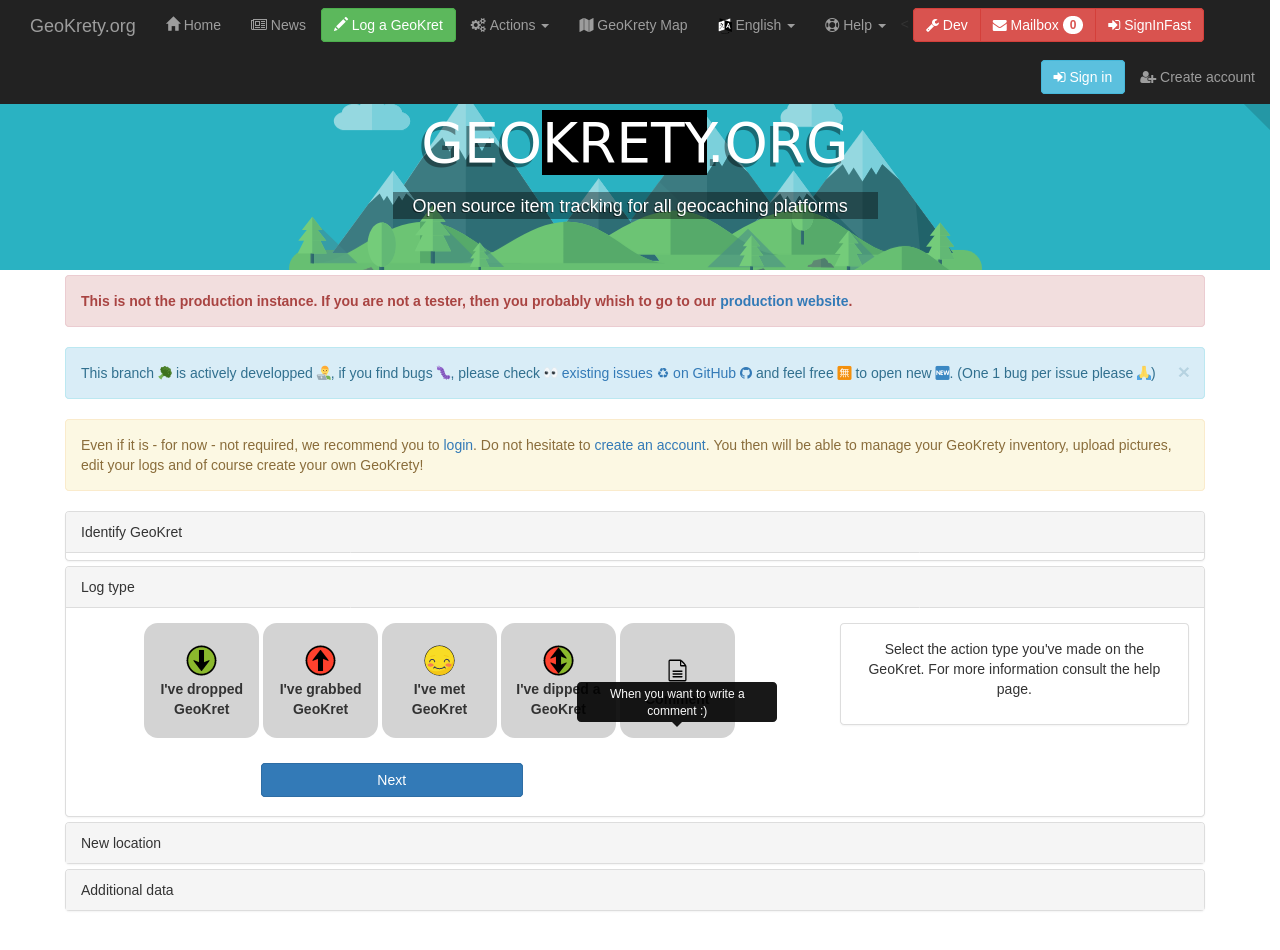 GeoKrety.org Home News Log a GeoKret Actions GeoKrety Map English Help < Dev Mailbox 0 SignInFast
Sign in Create account
GEOKRETY.ORG
Open source item tracking for all geocaching platforms
This is not the production instance. If you are not a tester, then you probably whish to go to our production website.
This branch 🥦 is actively developped 👨‍🔬, if you find bugs 🐛, please check 👀 existing issues ♻ on GitHub and feel free 🈚 to open new 🆕. (One 1 bug per issue please 🙏) ×
Even if it is - for now - not required, we recommend you to login. Do not hesitate to create an account. You then will be able to manage your GeoKrety inventory, upload pictures,
edit your logs and of course create your own GeoKrety!
Identify GeoKret
Log type
I've dropped
GeoKret
I've grabbed
GeoKret
I've met
GeoKret
I've dipped a
GeoKret
When you want to write a
comment :)
Next
Select the action type you've made on the
GeoKret. For more information consult the help
page.
New location
Additional data